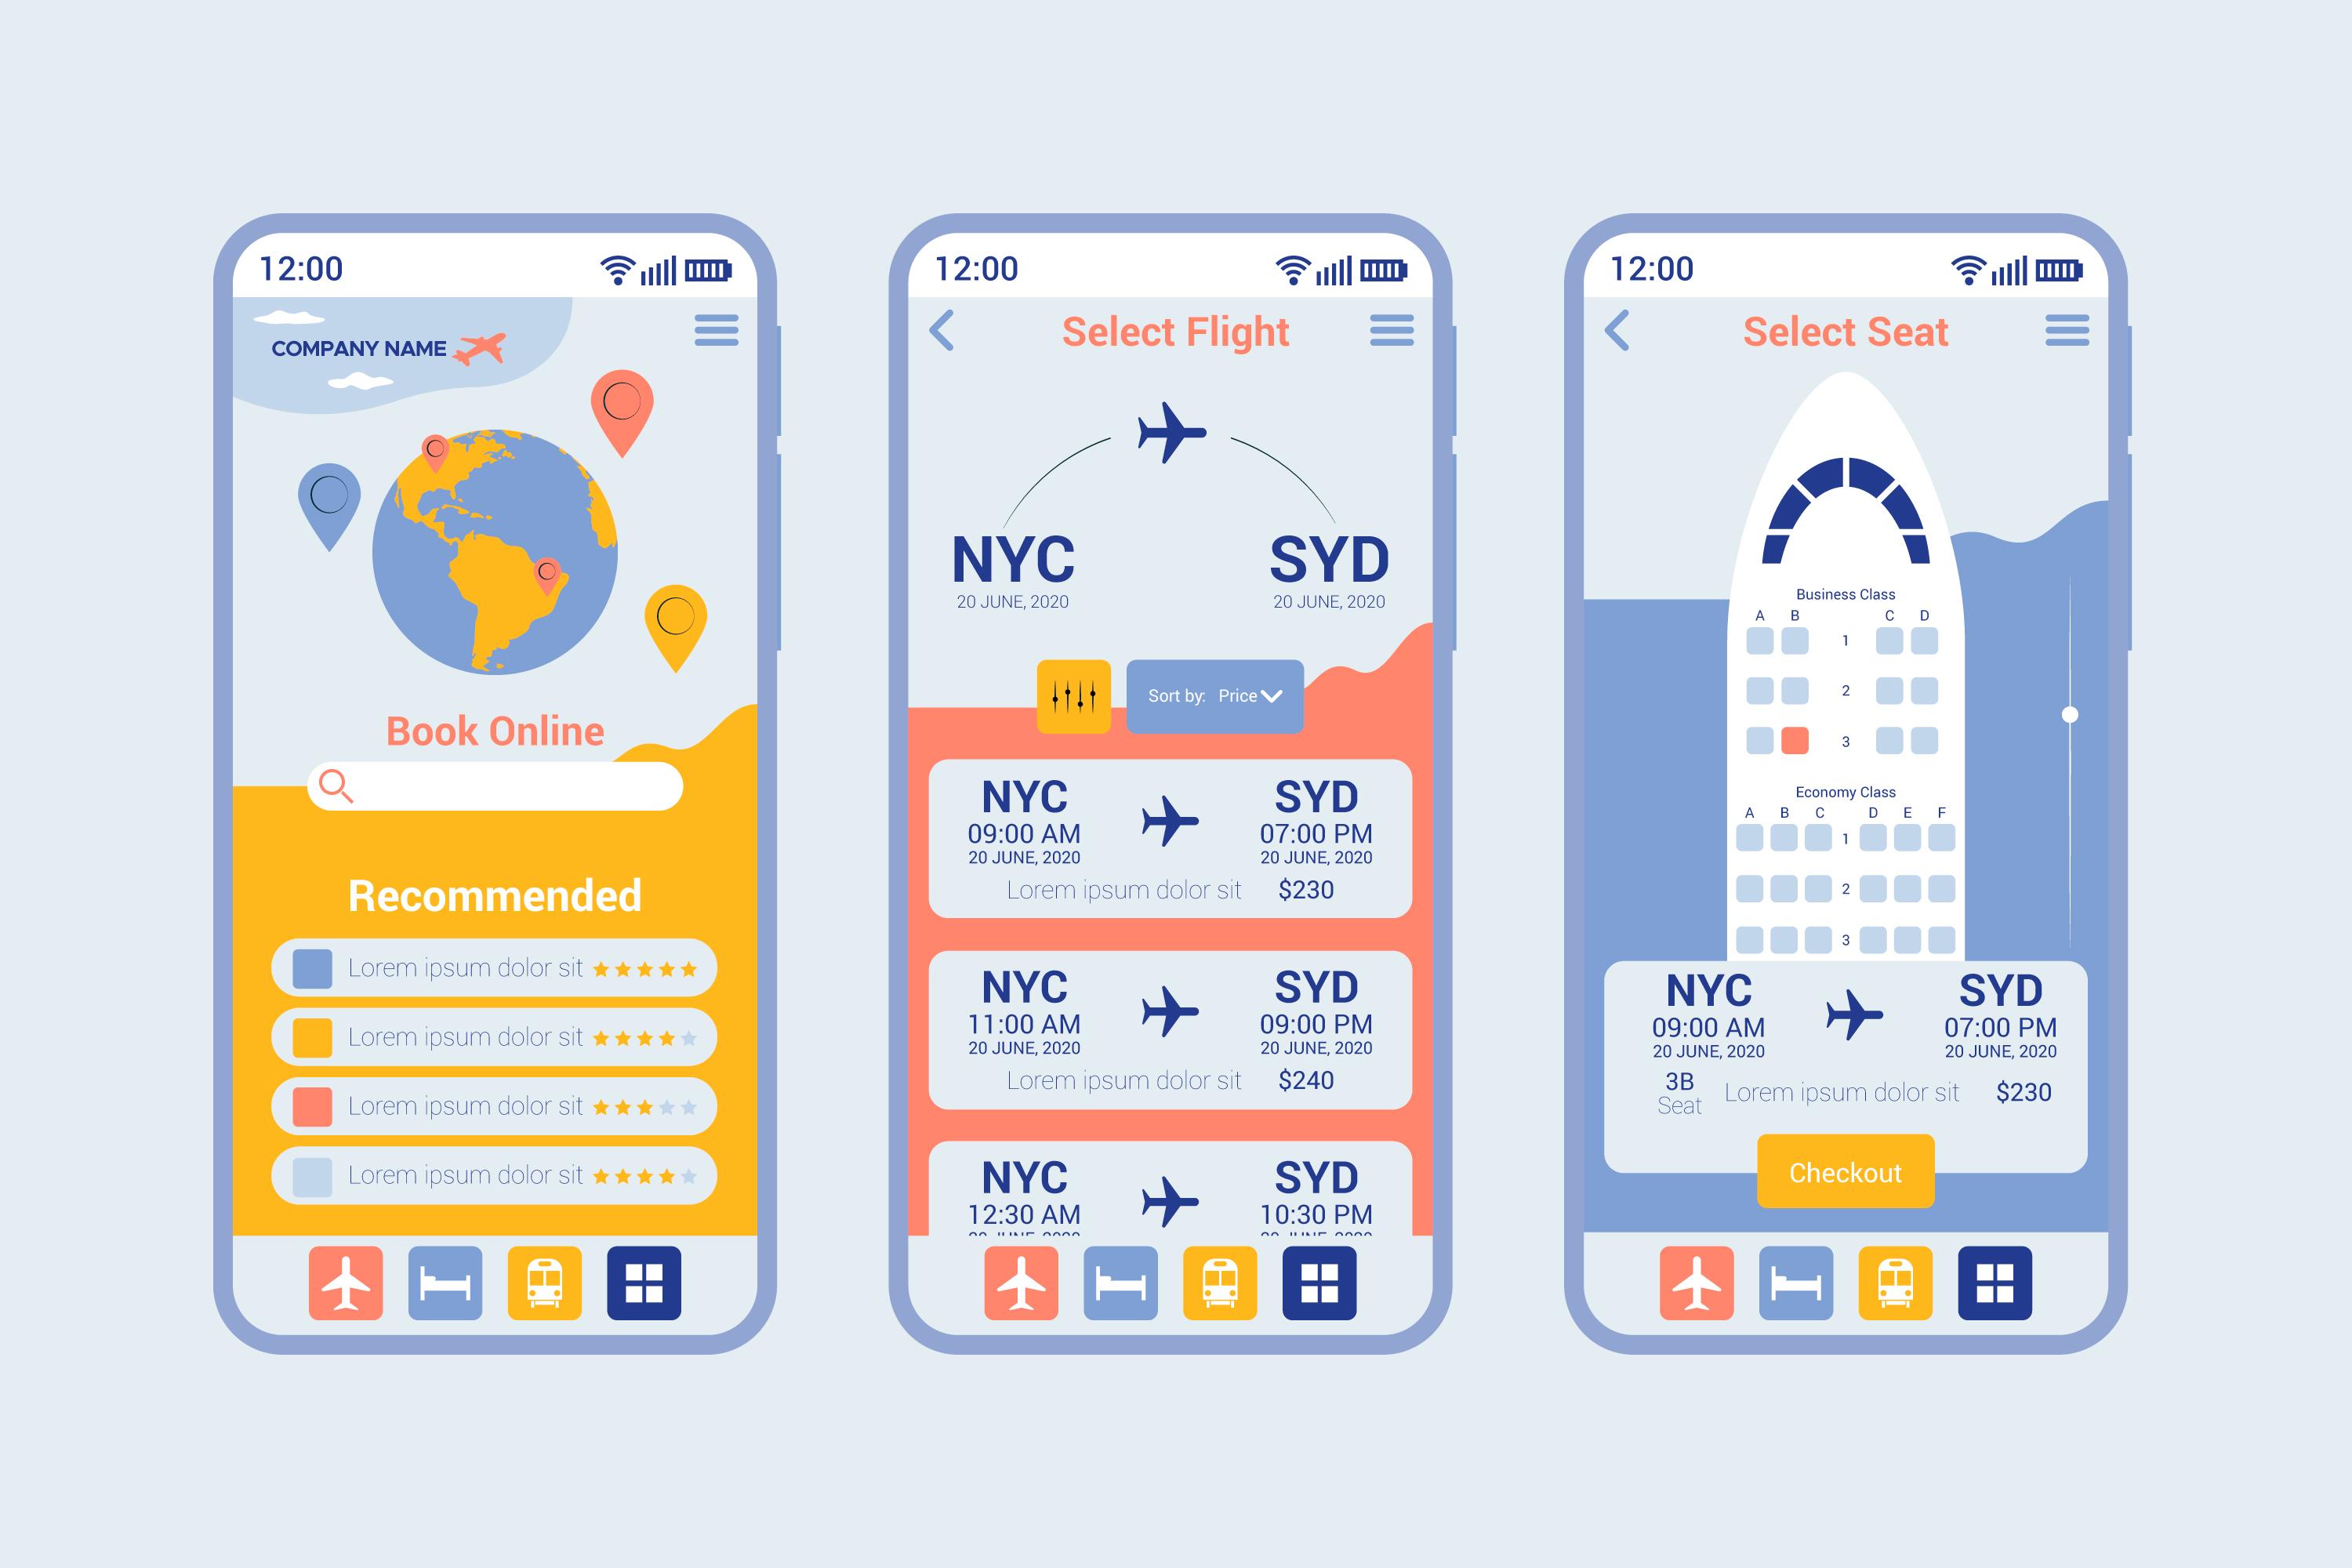 12:00
COMPANY NAME
Book Online
Recommended
Lorem ipsum dolor sit
Lorem ipsum dolor sit
Lorem ipsum dolor sit
Lorem ipsum dolor sit
12:00
Select Flight
NYC SYD
20 JUNE, 2020 20 JUNE, 2020
Sort by: Price
NYC SYD
09:00 AM 07:00 PM
20 JUNE, 2020 20 JUNE, 2020
Lorem ipsum dolor sit $230
NYC SYD
11:00 AM 09:00 PM
20 JUNE, 2020 20 JUNE, 2020
Lorem ipsum dolor sit $240
NYC SYD
12:30 AM 10:30 PM
12:00
Select Seat
Business Class
A B C D
1
2
3
Economy Class
A B C D E F
1
2
3
NYC SYD
09:00 AM 07:00 PM
20 JUNE, 2020 20 JUNE, 2020
3B
Seat
Lorem ipsum dolor sit $230
Checkout